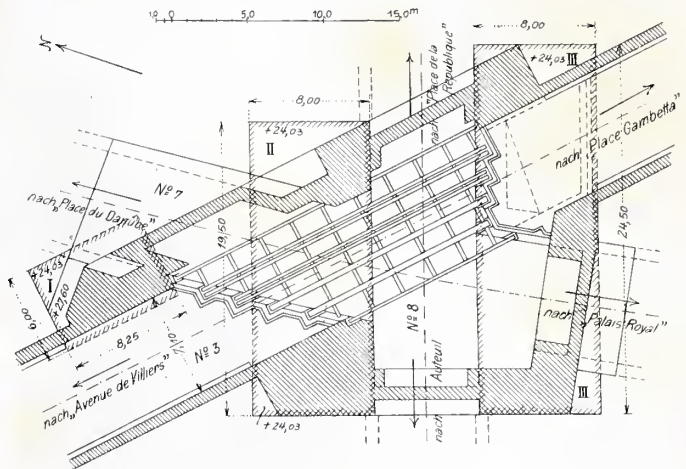 1,0 0 5,0 10,0 15,0 m
N
8,00
III
+24,03
8,00
+24,03
II
nach „Place de la
République"
nach „Place Gambetta"
No 7
nach „Place du Danube"
19,50
24,50
+24,03
I
+27,60
6,00
8,25
7,10
No 3
nach „Avenue de Villiers"
No 8
nach Auteuil
nach „Palais Royal"
+24,03
III